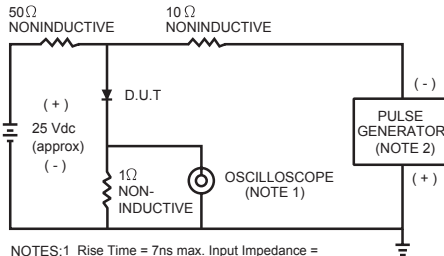 50Ω
NONINDUCTIVE
10Ω
NONINDUCTIVE
(+)
25 Vdc
(approx)
(-)
D.U.T
1Ω
NON-
INDUCTIVE
OSCILLOSCOPE
(NOTE 1)
(-)
PULSE
GENERATOR
(NOTE 2)
(+)
NOTES:1 Rise Time = 7ns max. Input Impedance =